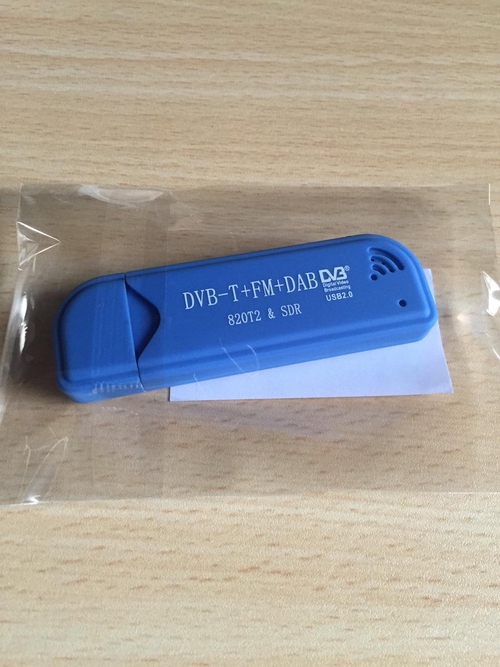 DVB-T+FM+DAB
820T2 & SDR
DVB®
Digital Video
Broadcasting
USB2.0